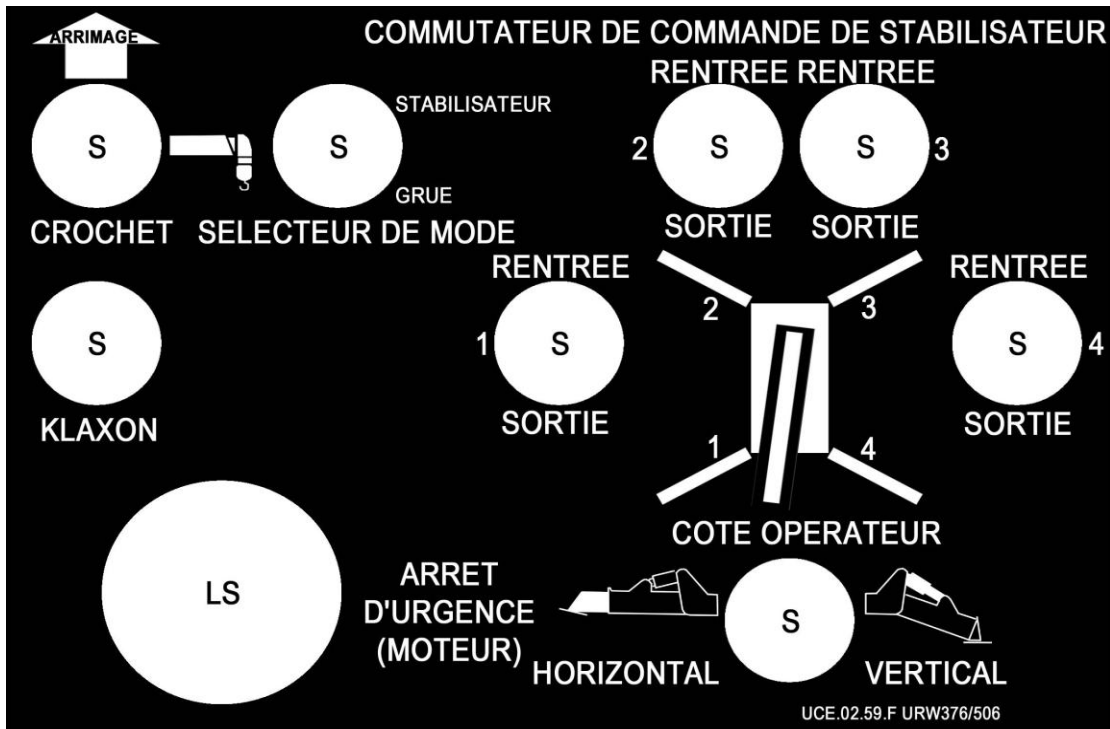 ARRIMAGE
COMMUTATEUR DE COMMANDE DE STABILISATEUR
RENTREE RENTREE
STABILISATEUR
S
S
2 S
S 3
GRUE
CROCHET
SELECTEUR DE MODE
SORTIE SORTIE
RENTREE
RENTREE
2
3
S
1 S
S 4
KLAXON
SORTIE
SORTIE
1
4
COTE OPERATEUR
LS
ARRET
D'URGENCE
(MOTEUR)
S
HORIZONTAL
VERTICAL
UCE.02.59.F URW376/506